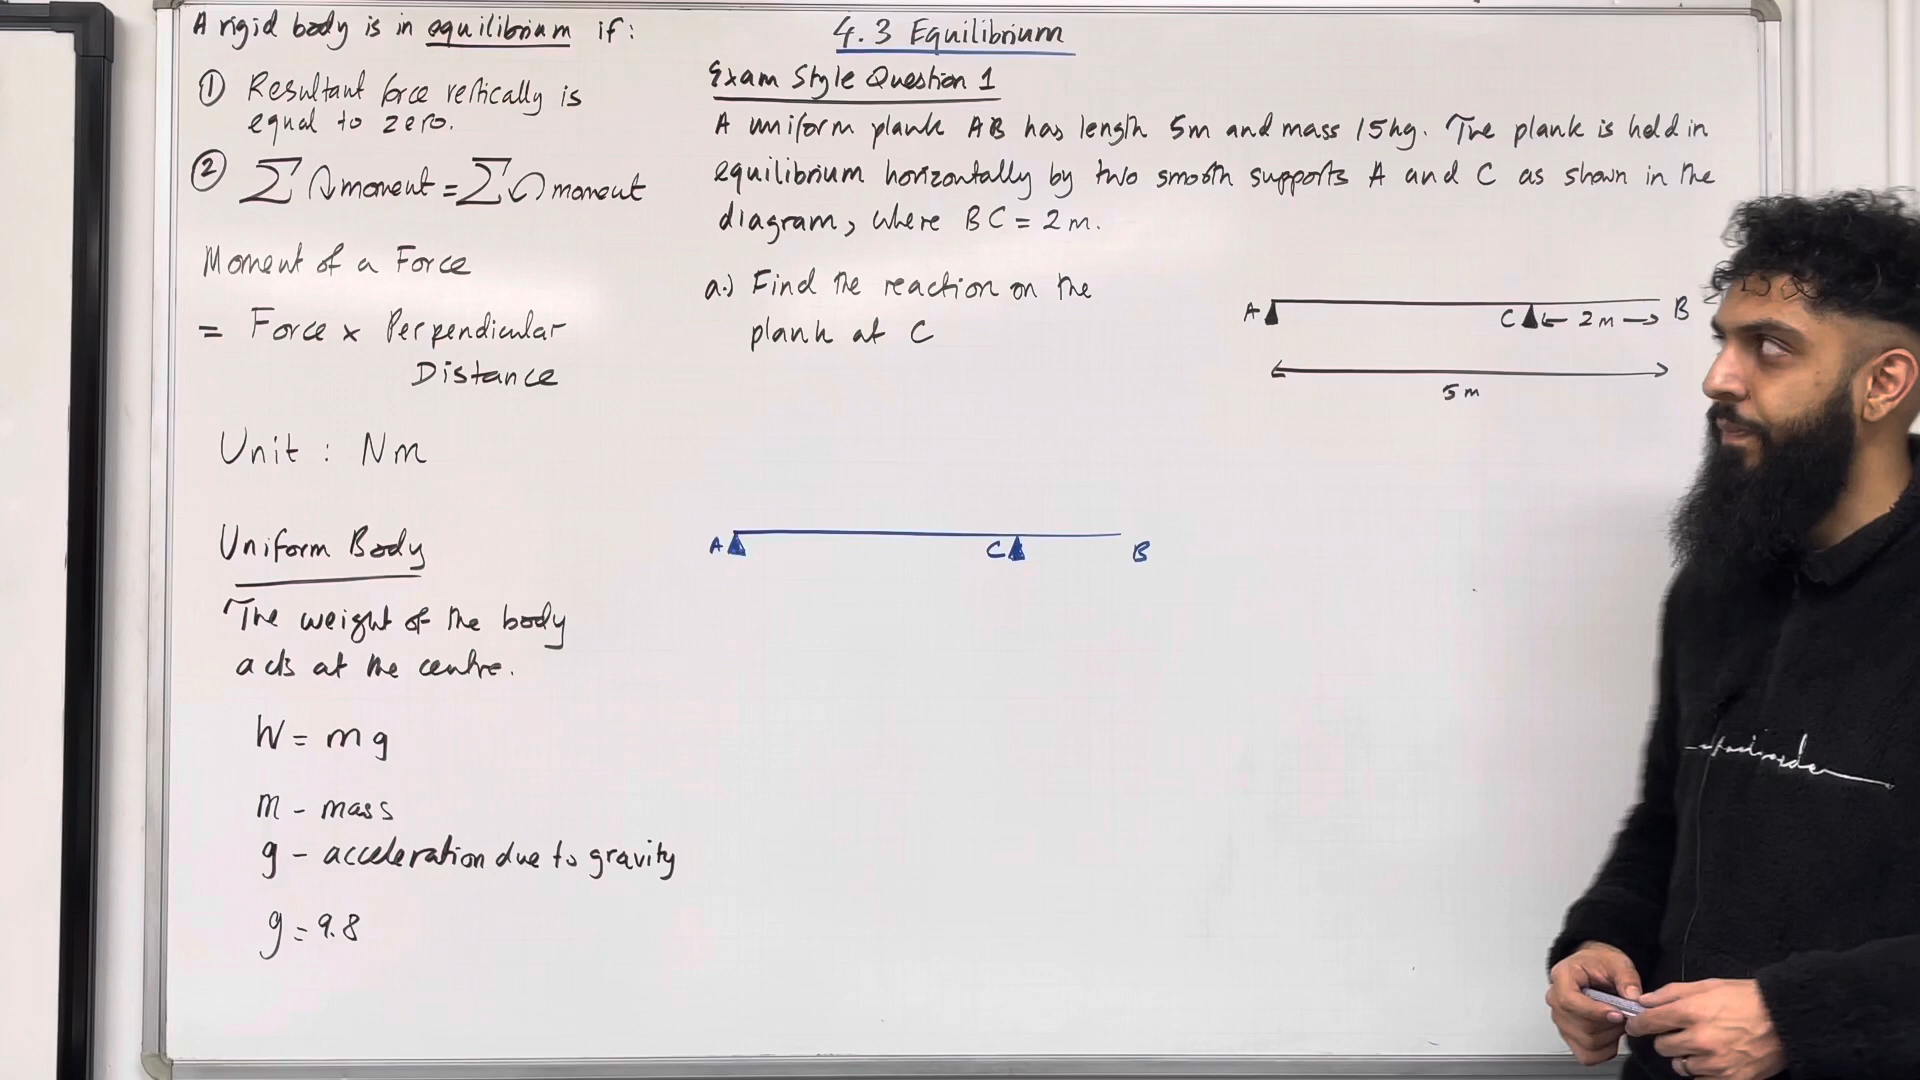 A rigid body is in equilibrium if:
① Resultant force vertically is
equal to zero.
② ∑↻moment = ∑↺moment
Moment of a Force
= Force × Perpendicular
Distance
Unit : Nm
Uniform Body
The weight of the body
acts at the centre.
W = mg
m - mass
g - acceleration due to gravity
g = 9.8
4.3 Equilibrium
Exam Style Question 1
A uniform plank AB has length 5m and mass 15kg. The plank is held in
equilibrium horizontally by two smooth supports A and C as shown in the
diagram, where BC = 2m.
a.) Find the reaction on the
plank at C
A C 2m B
5m
A C B